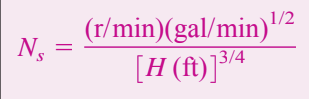 N_s = (r/min)(gal/min)^{1/2} / [H (ft)]^{3/4}